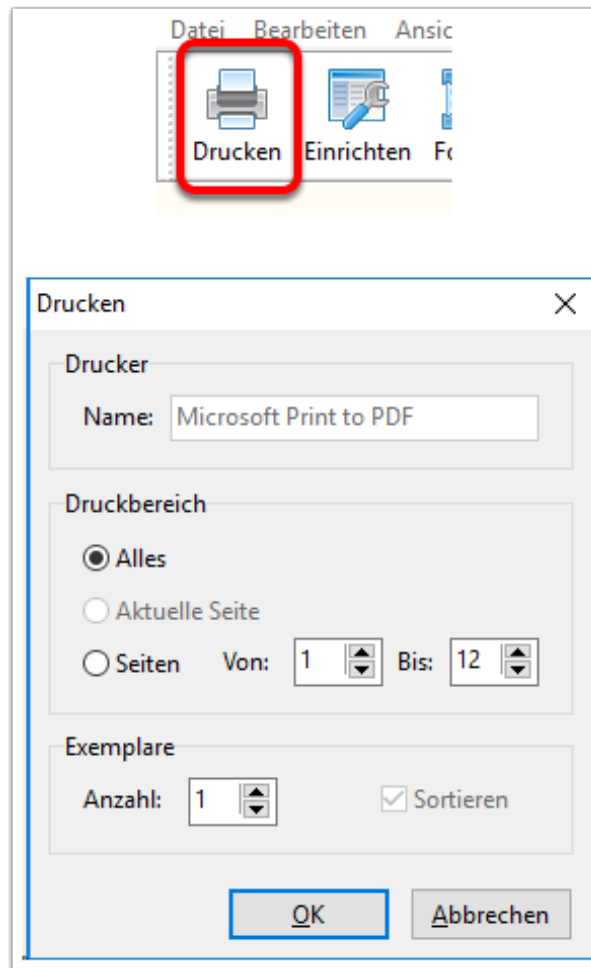 Datei Bearbeiten Ansic
Drucken Einrichten Fo
Drucken
Drucker
Name: Microsoft Print to PDF
Druckbereich
Alles
Aktuelle Seite
Seiten Von: 1 Bis: 12
Exemplare
Anzahl: 1 Sortieren
OK Abbrechen